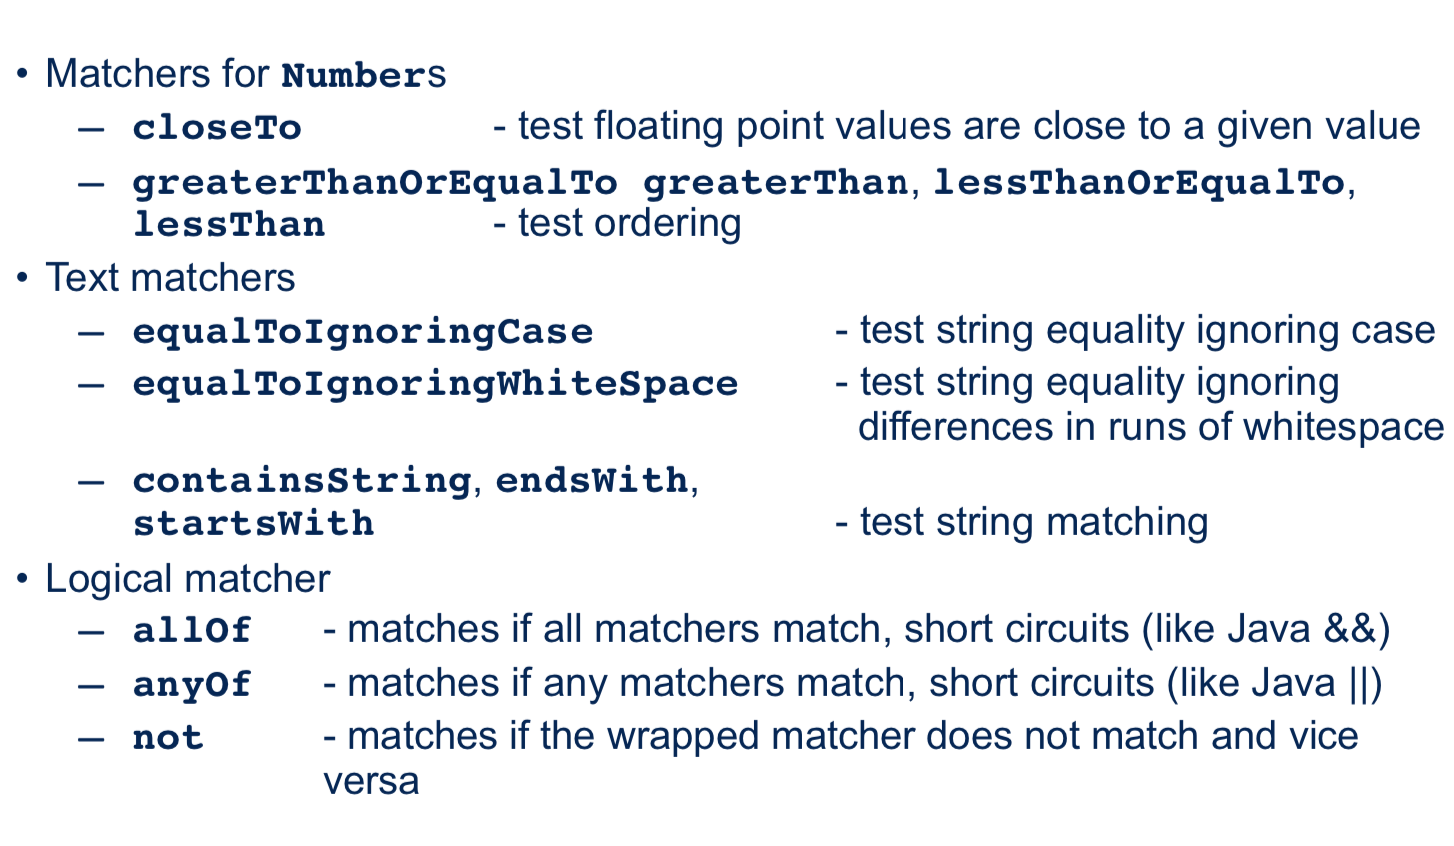 • Matchers for Numbers
– closeTo - test floating point values are close to a given value
– greaterThanOrEqualTo greaterThan, lessThanOrEqualTo,
lessThan - test ordering
• Text matchers
– equalToIgnoringCase - test string equality ignoring case
– equalToIgnoringWhiteSpace - test string equality ignoring
differences in runs of whitespace
– containsString, endsWith,
startsWith - test string matching
• Logical matcher
– allOf - matches if all matchers match, short circuits (like Java &&)
– anyOf - matches if any matchers match, short circuits (like Java ||)
– not - matches if the wrapped matcher does not match and vice
versa